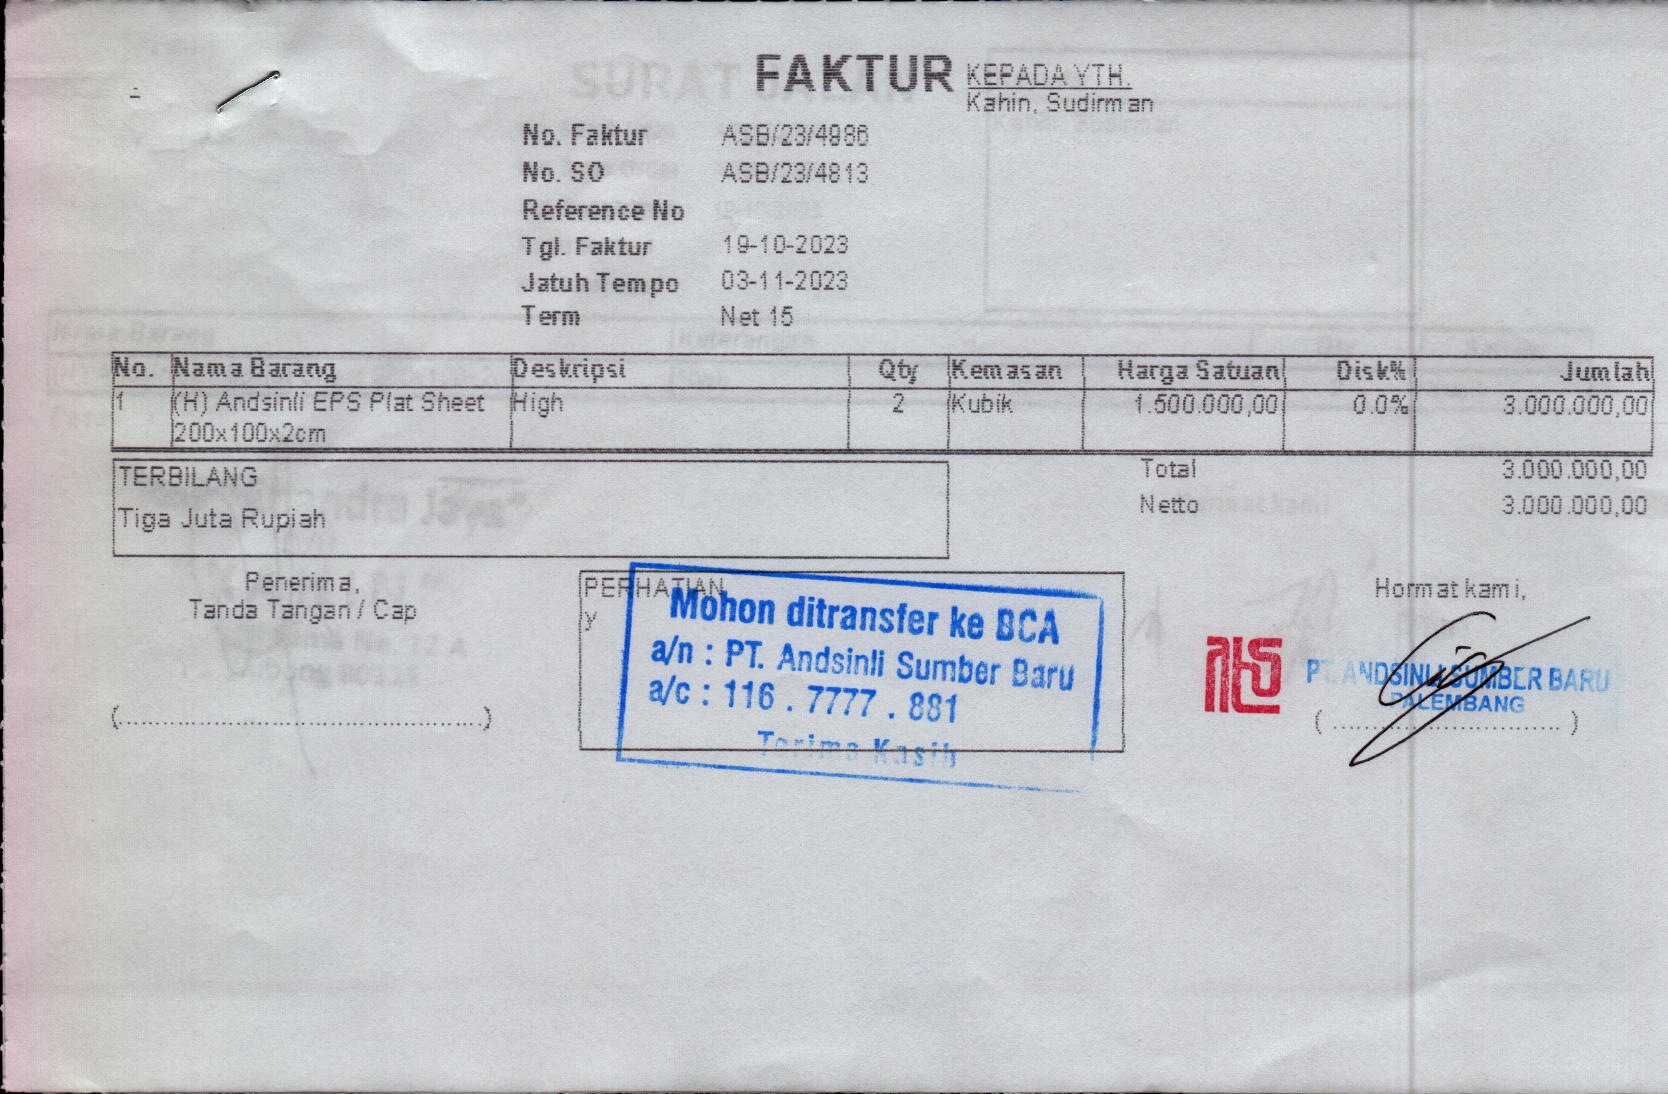 FAKTUR
KEPADA YTH.
Kahin, Sudirman
No. Faktur ASB/23/4986
No. SO ASB/23/4813
Reference No
Tgl. Faktur 19-10-2023
Jatuh Tempo 03-11-2023
Term Net 15
No. Nama Barang Deskripsi Qty Kemasan Harga Satuan Disk% Jumlah
1 (H) Andsinli EPS Plat Sheet High 2 Kubik 1.500.000,00 0.0% 3.000.000,00
200x100x2cm
TERBILANG
Tiga Juta Rupiah
Total 3.000.000,00
Netto 3.000.000,00
Penerima,
Tanda Tangan / Cap
(........................................................)
PERHATIAN
y
Mohon ditransfer ke BCA
a/n : PT. Andsinli Sumber Baru
a/c : 116 . 7777 . 881
Terima Kasih
Hormat kami,
PT. ANDSINLI SUMBER BARU
PALEMBANG
( ................................... )